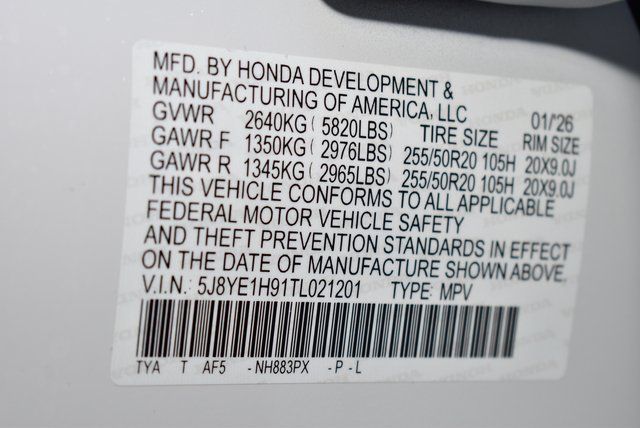 MFD. BY HONDA DEVELOPMENT &
MANUFACTURING OF AMERICA, LLC
GVWR 2640KG ( 5820LBS) TIRE SIZE 01/'26 RIM SIZE
GAWR F 1350KG ( 2976LBS) 255/50R20 105H 20X9.0J
GAWR R 1345KG ( 2965LBS) 255/50R20 105H 20X9.0J
THIS VEHICLE CONFORMS TO ALL APPLICABLE
FEDERAL MOTOR VEHICLE SAFETY
AND THEFT PREVENTION STANDARDS IN EFFECT
ON THE DATE OF MANUFACTURE SHOWN ABOVE.
V.I.N: 5J8YE1H91TL021201 TYPE: MPV
TYA T AF5 - NH883PX - P - L